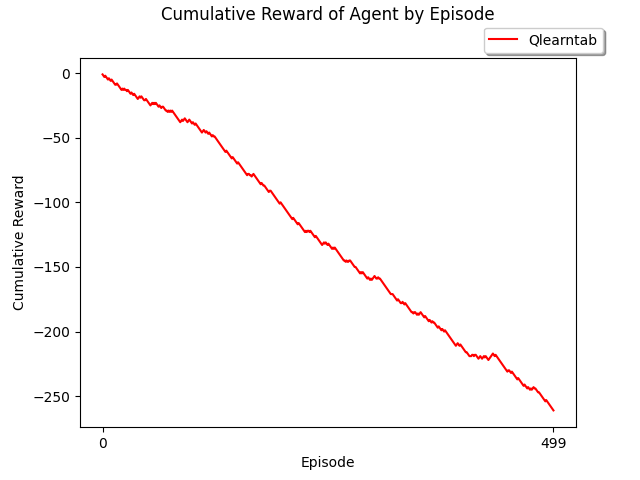 Cumulative Reward of Agent by Episode
Qlearntab
0
−50
−100
−150
−200
−250
Cumulative Reward
0 499
Episode